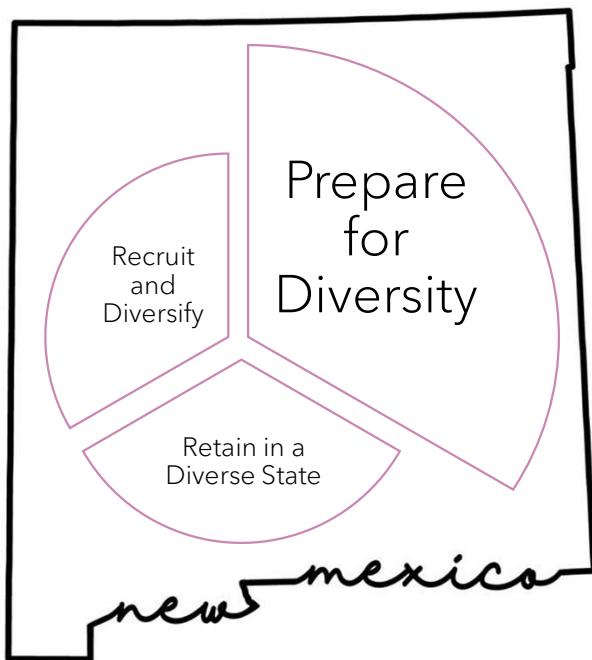 Prepare
for
Diversity
Recruit
and
Diversify
Retain in a
Diverse State
new mexico